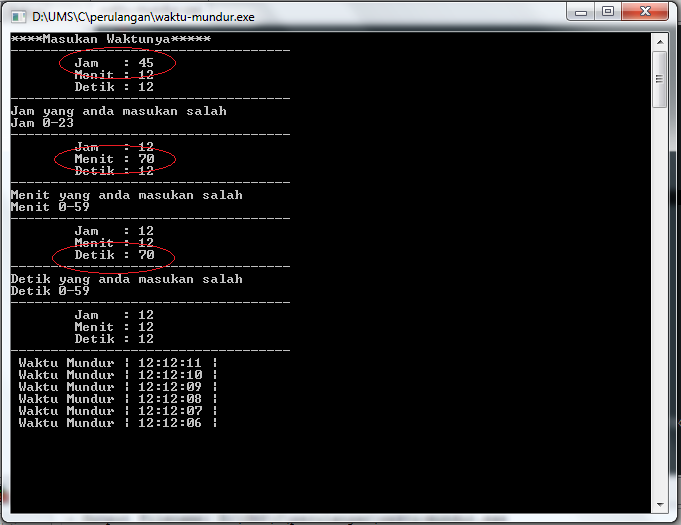 D:\UMS\C\perulangan\waktu-mundur.exe
****Masukan Waktunya*****
-----------------------------------
Jam : 45
Menit : 12
Detik : 12
-----------------------------------
Jam yang anda masukan salah
Jam 0-23
-----------------------------------
Jam : 12
Menit : 70
Detik : 12
-----------------------------------
Menit yang anda masukan salah
Menit 0-59
-----------------------------------
Jam : 12
Menit : 12
Detik : 70
-----------------------------------
Detik yang anda masukan salah
Detik 0-59
-----------------------------------
Jam : 12
Menit : 12
Detik : 12
-----------------------------------
Waktu Mundur | 12:12:11 |
Waktu Mundur | 12:12:10 |
Waktu Mundur | 12:12:09 |
Waktu Mundur | 12:12:08 |
Waktu Mundur | 12:12:07 |
Waktu Mundur | 12:12:06 |